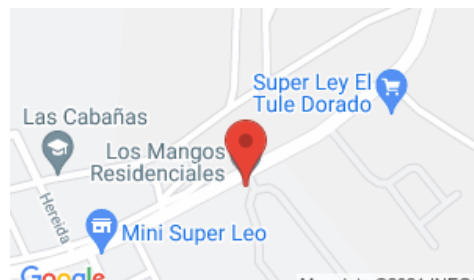 Super Ley El
Tule Dorado
Las Cabañas
Los Mangos
Residenciales
Hereida
Mini Super Leo
Google